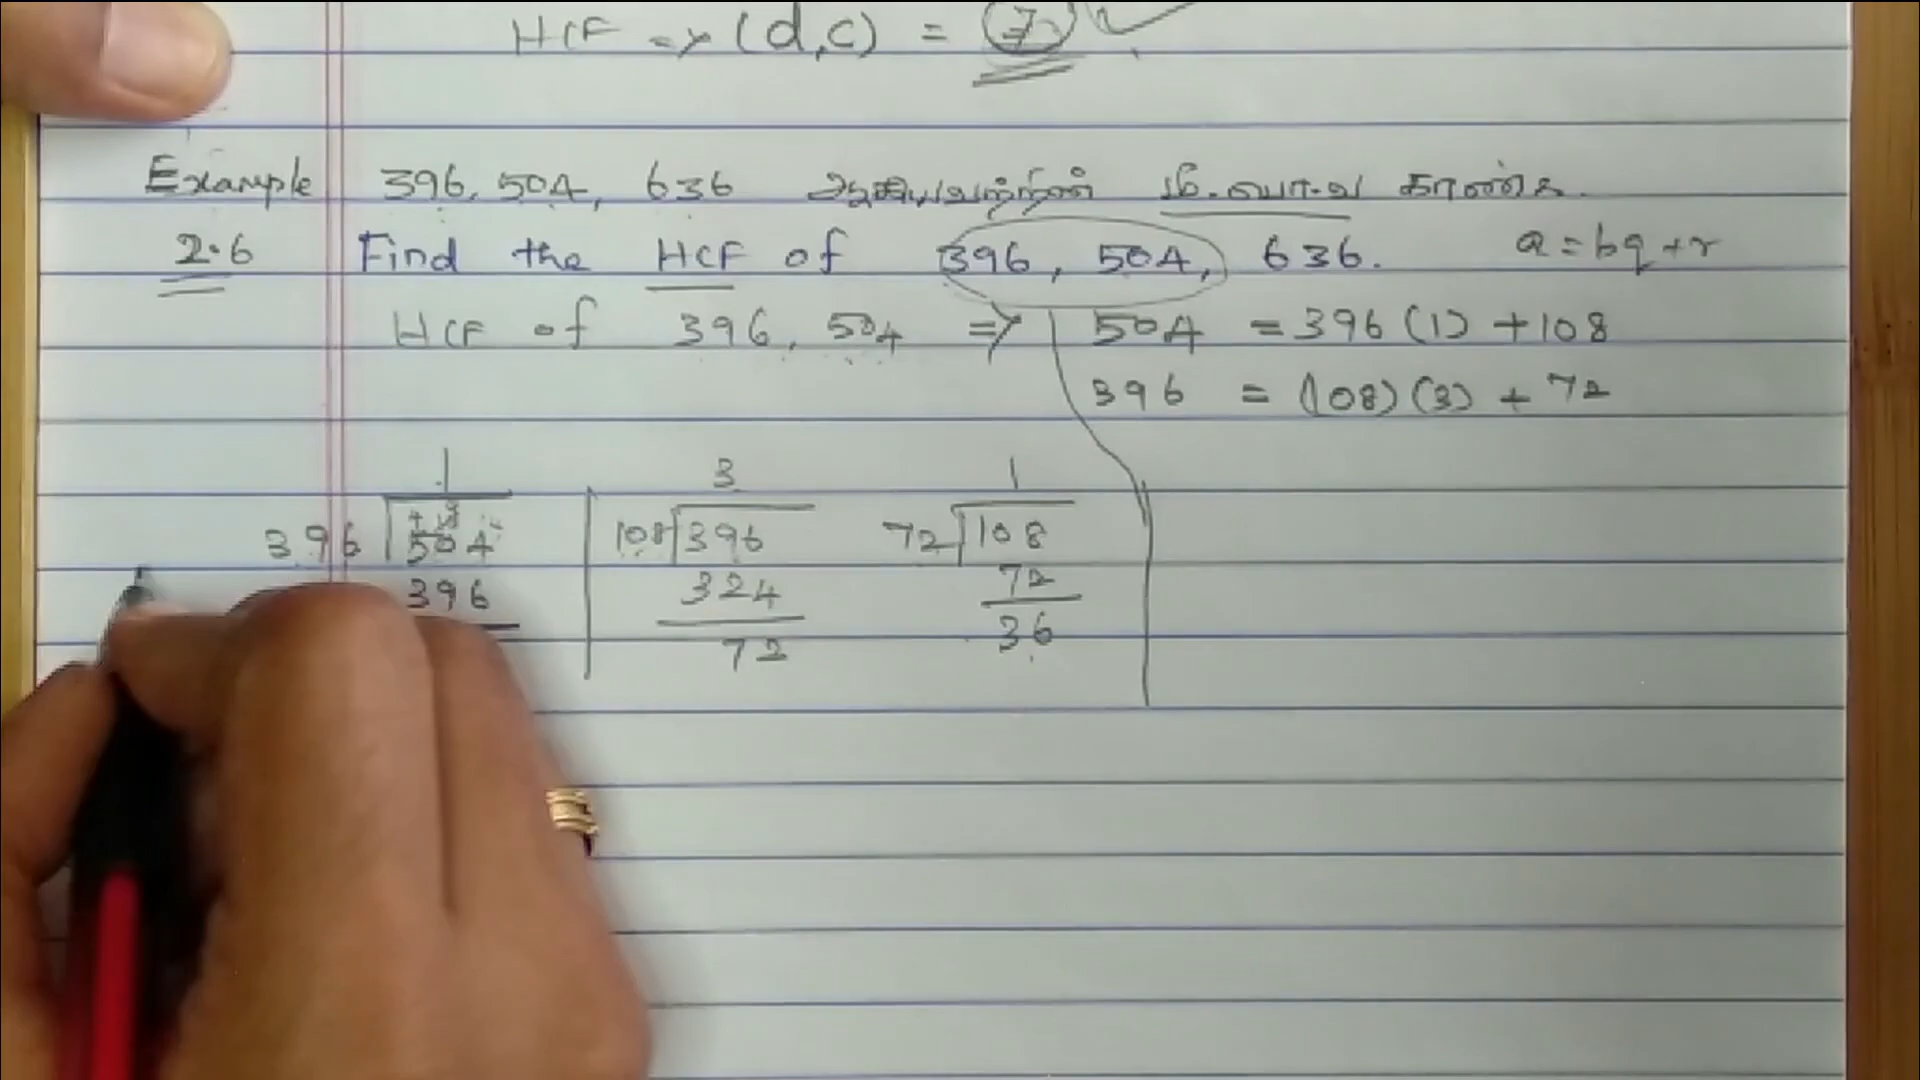 HCF => (d,c) = 7 ✓
Example 396, 504, 636 ஆகியவற்றின் மீ.பொ.வ காண்க.
2.6 Find the HCF of 396, 504, 636. a = bq + r
HCF of 396, 504 => 504 = 396 (1) + 108
396 = (108) (3) + 72
1 3 1
396 504 108 396 72 108
396 324 72
72 36